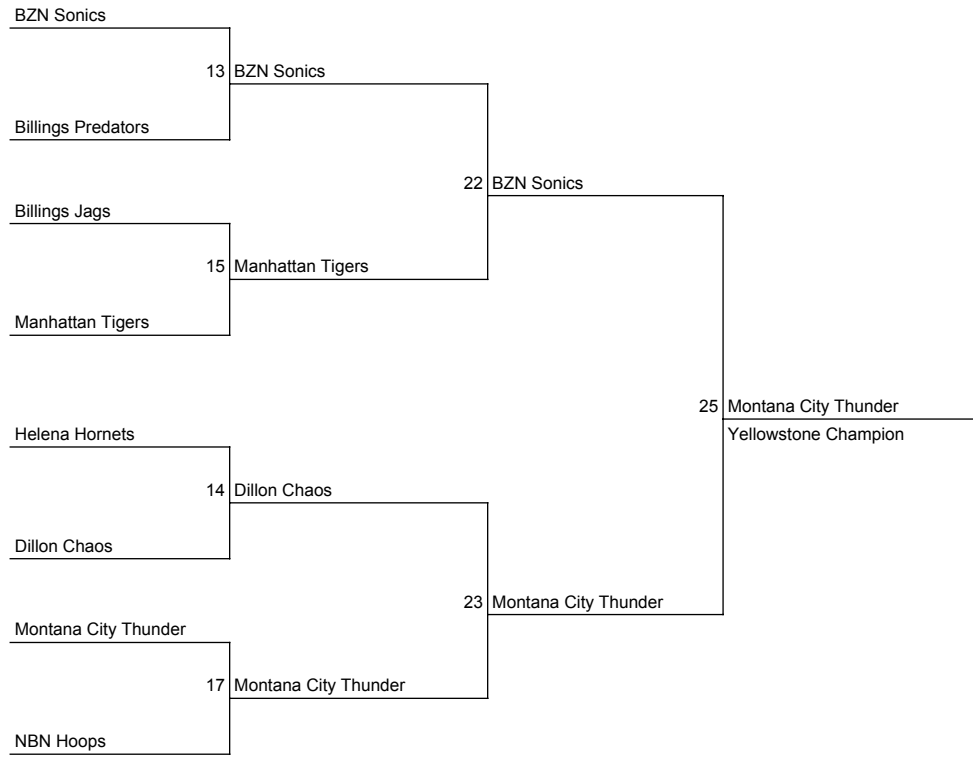 BZN Sonics
13 BZN Sonics
Billings Predators
22 BZN Sonics
Billings Jags
15 Manhattan Tigers
Manhattan Tigers
25 Montana City Thunder
Yellowstone Champion
Helena Hornets
14 Dillon Chaos
Dillon Chaos
23 Montana City Thunder
Montana City Thunder
17 Montana City Thunder
NBN Hoops